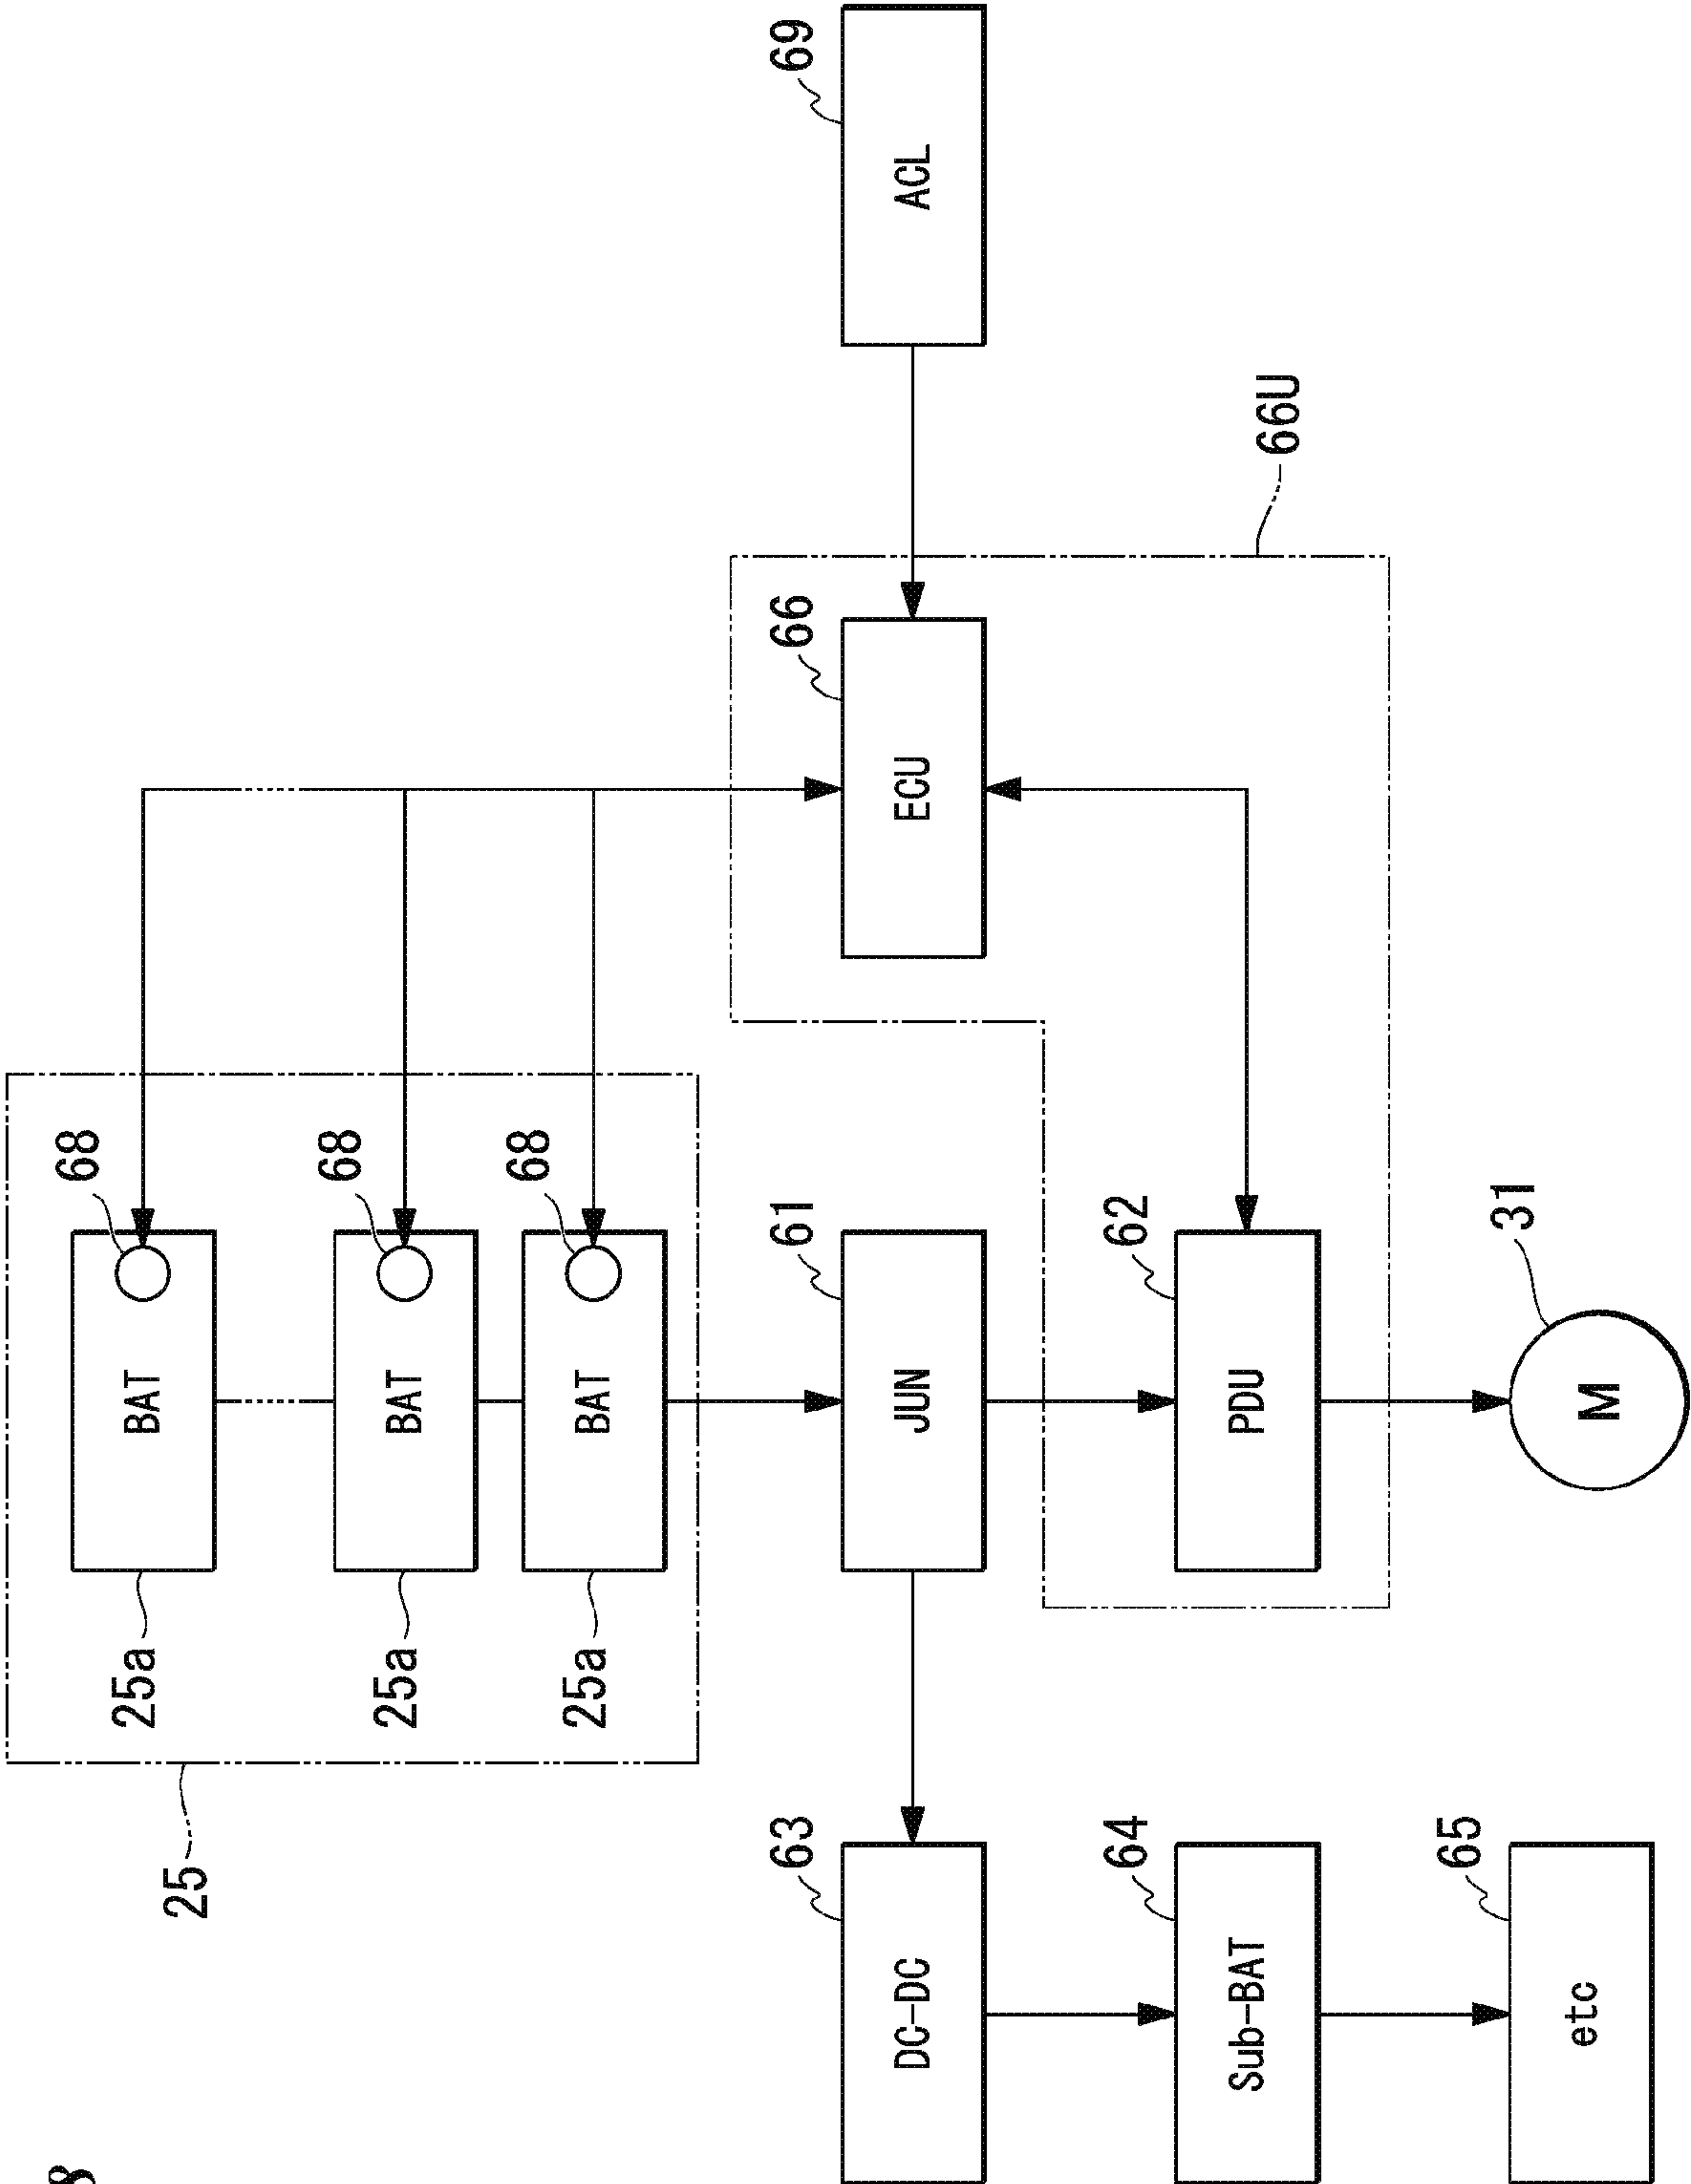 8
68
25a
BAT
25
68
25a
BAT
68
25a
BAT
63
61
66
69
DC-DC
JUN
ECU
ACL
64
62
Sub-BAT
PDU
66U
65
31
etc
M